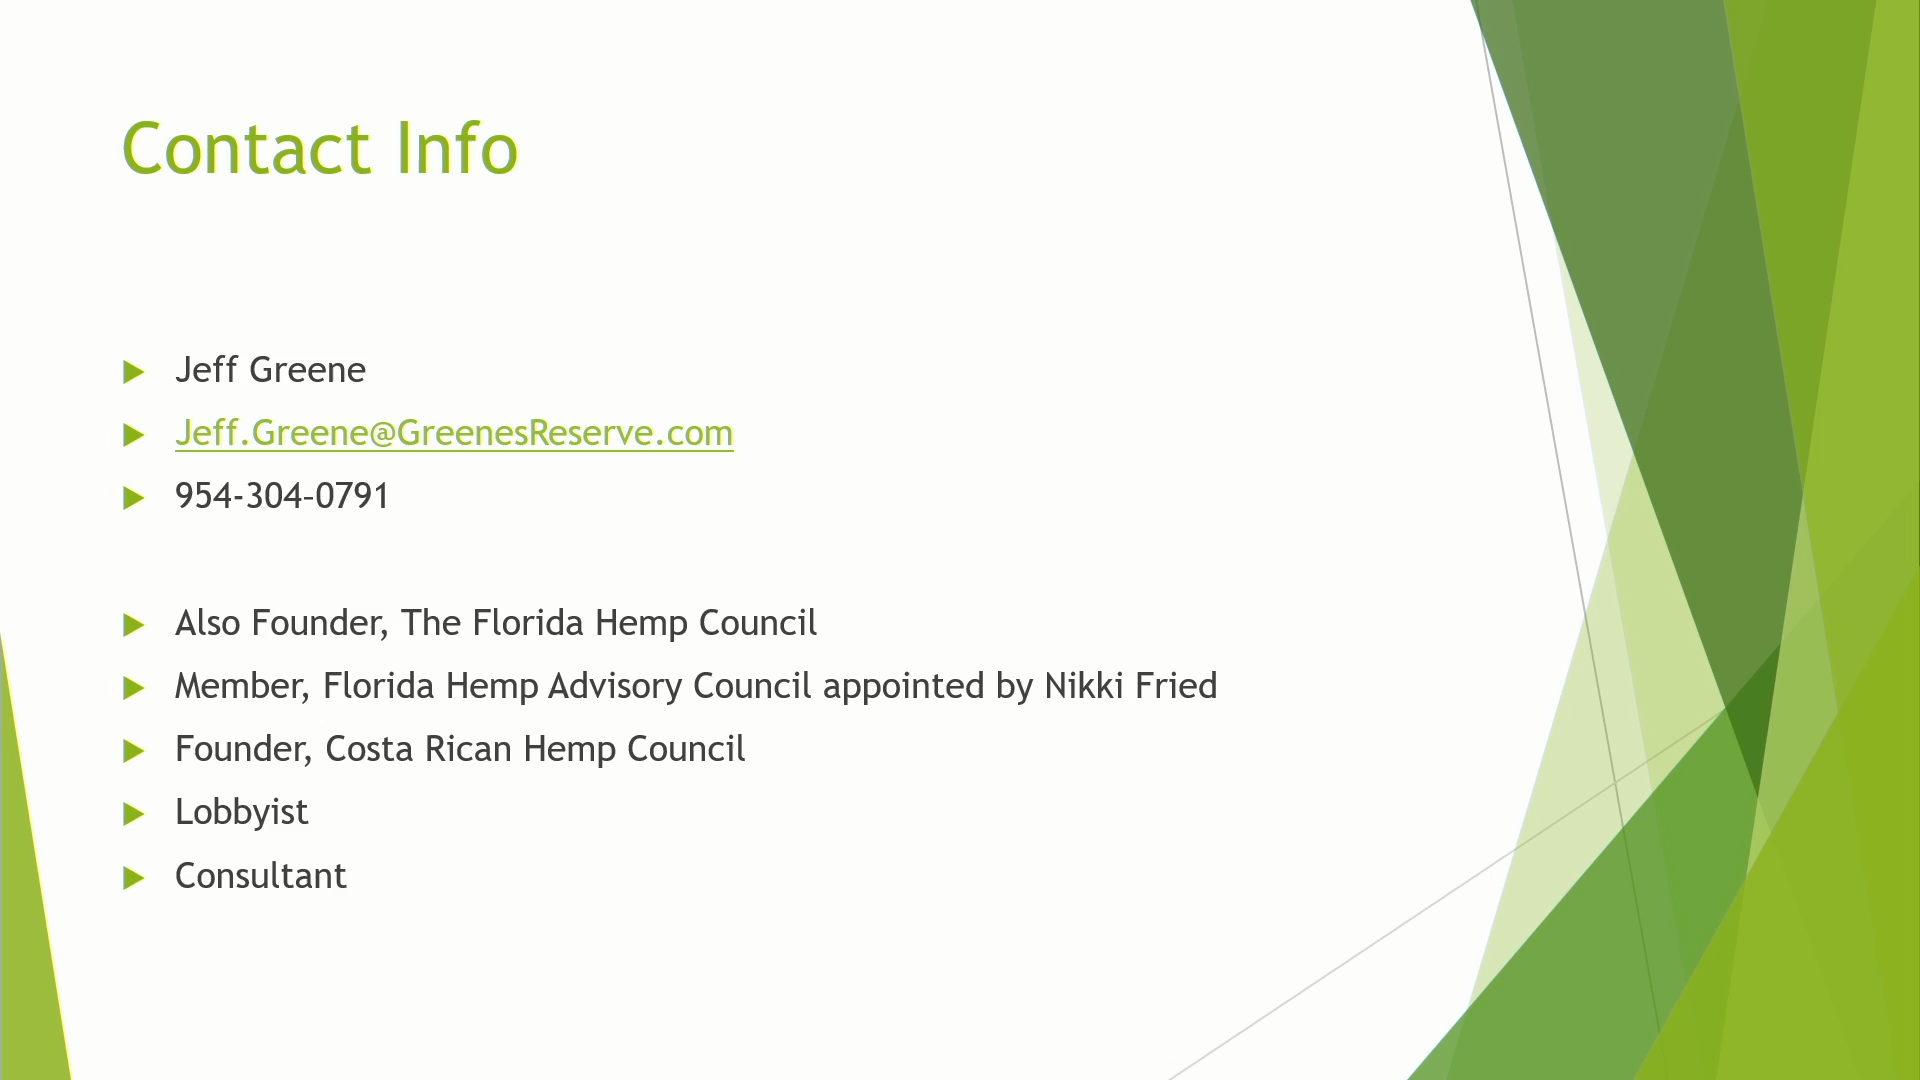 Contact Info
Jeff Greene
Jeff.Greene@GreenesReserve.com
954-304-0791
Also Founder, The Florida Hemp Council
Member, Florida Hemp Advisory Council appointed by Nikki Fried
Founder, Costa Rican Hemp Council
Lobbyist
Consultant